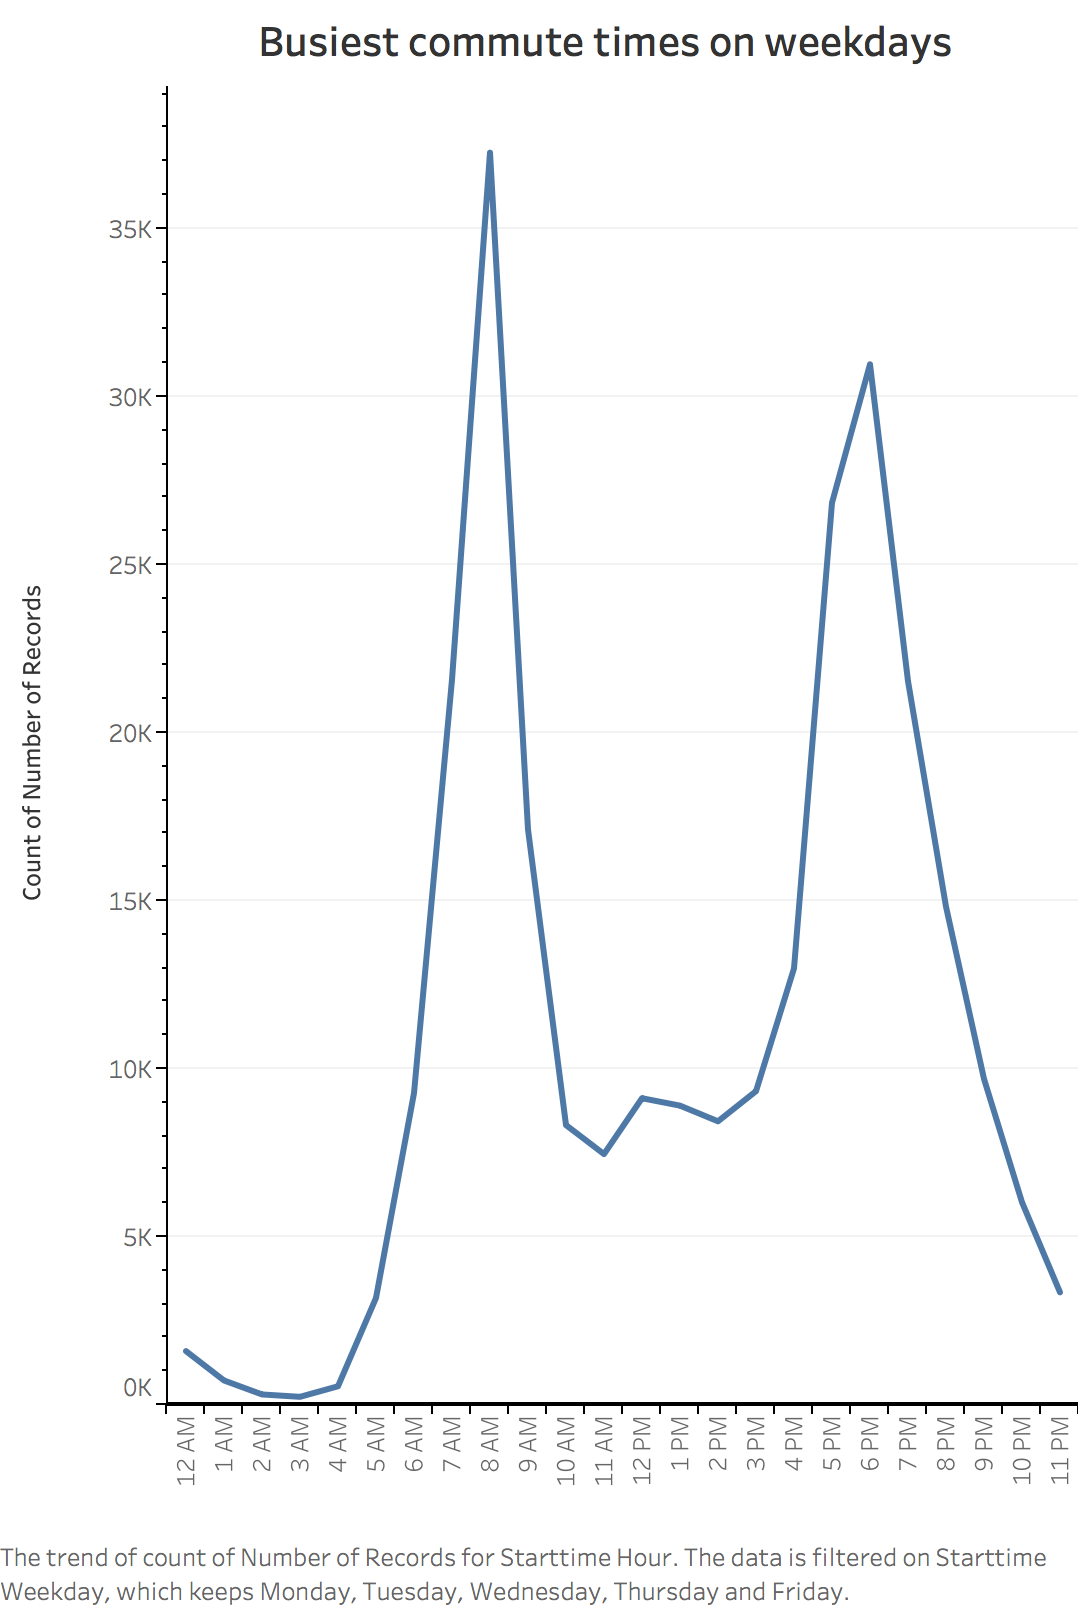 Busiest commute times on weekdays
35K
30K
25K
20K
15K
10K
5K
0K
Count of Number of Records
12 AM
1 AM
2 AM
3 AM
4 AM
5 AM
6 AM
7 AM
8 AM
9 AM
10 AM
11 AM
12 PM
1 PM
2 PM
3 PM
4 PM
5 PM
6 PM
7 PM
8 PM
9 PM
10 PM
11 PM
The trend of count of Number of Records for Starttime Hour. The data is filtered on Starttime
Weekday, which keeps Monday, Tuesday, Wednesday, Thursday and Friday.